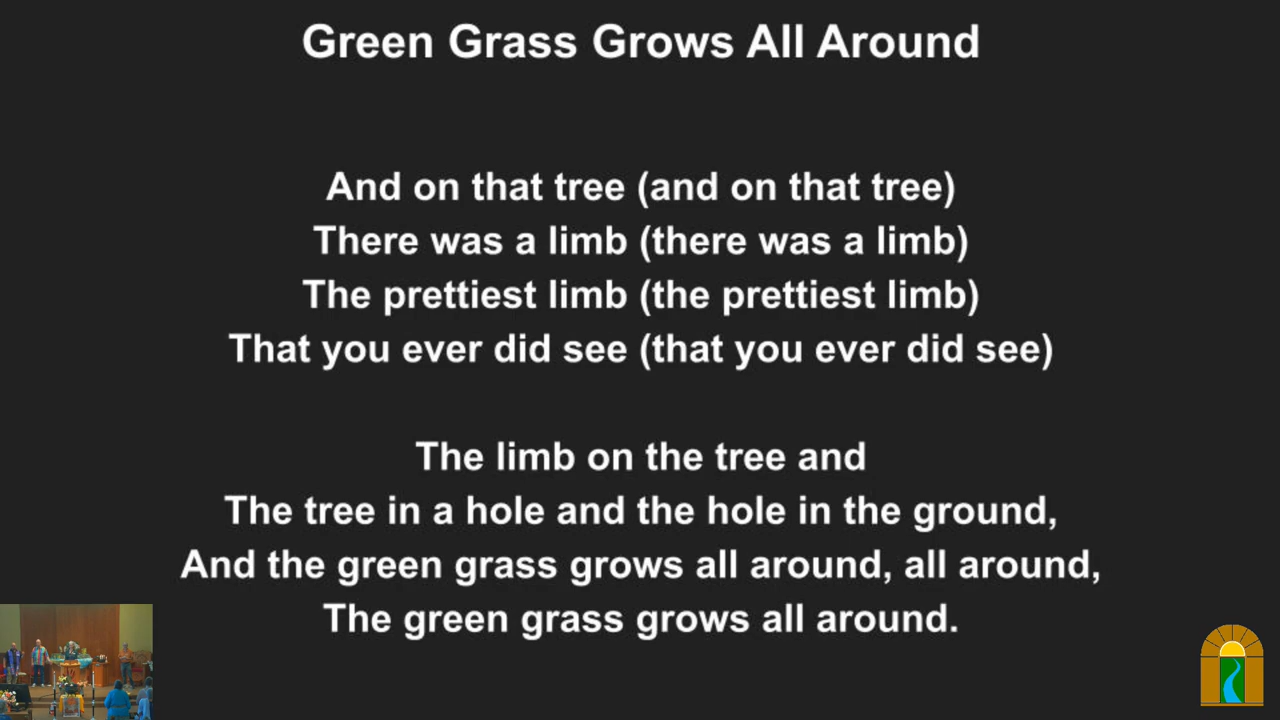 Green Grass Grows All Around
And on that tree (and on that tree)
There was a limb (there was a limb)
The prettiest limb (the prettiest limb)
That you ever did see (that you ever did see)
The limb on the tree and
The tree in a hole and the hole in the ground,
And the green grass grows all around, all around,
The green grass grows all around.